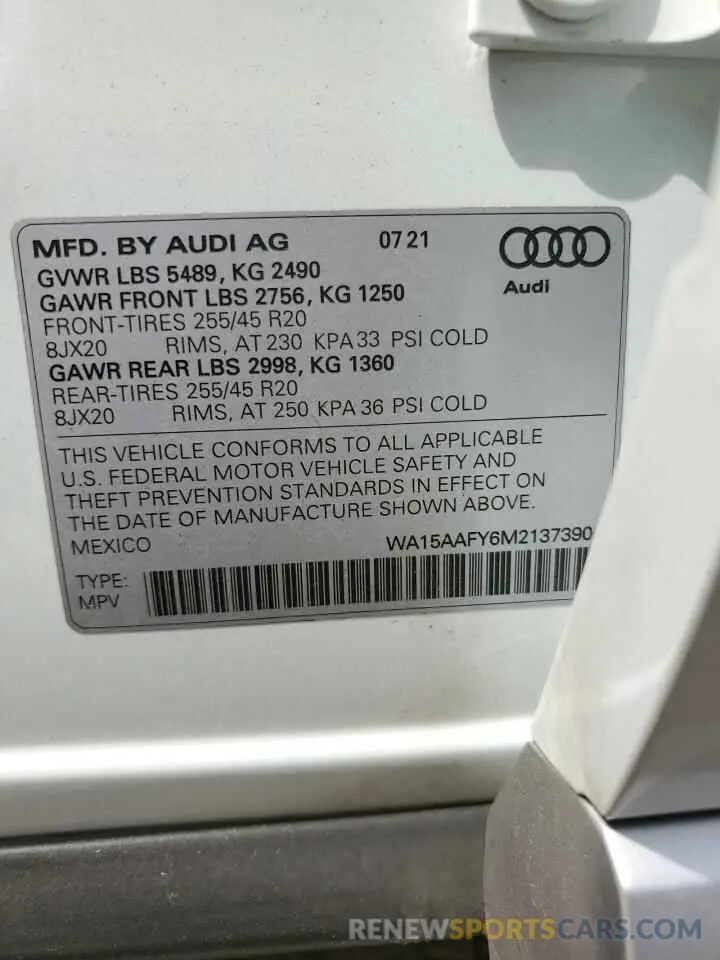 MFD. BY AUDI AG 07 21
GVWR LBS 5489, KG 2490
GAWR FRONT LBS 2756, KG 1250
Audi
FRONT-TIRES 255/45 R20
8JX20 RIMS, AT 230 KPA 33 PSI COLD
GAWR REAR LBS 2998, KG 1360
REAR-TIRES 255/45 R20
8JX20 RIMS, AT 250 KPA 36 PSI COLD
THIS VEHICLE CONFORMS TO ALL APPLICABLE
U.S. FEDERAL MOTOR VEHICLE SAFETY AND
THEFT PREVENTION STANDARDS IN EFFECT ON
THE DATE OF MANUFACTURE SHOWN ABOVE.
MEXICO WA15AAFY6M2137390
TYPE:
MPV
RENEWSPORTSCARS.COM